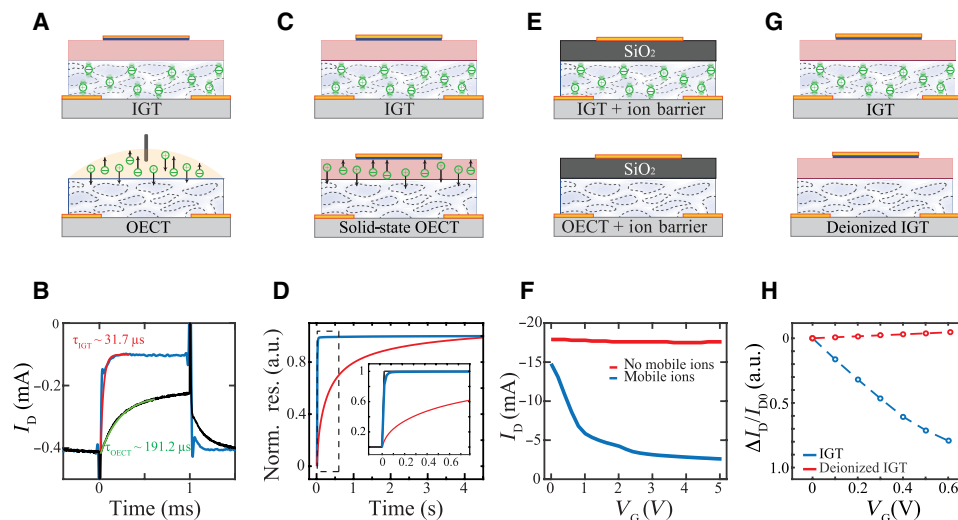 A
C
E
G
IGT
IGT
SiO2
IGT + ion barrier
IGT
OECT
Solid-state OECT
SiO2
OECT + ion barrier
Deionized IGT
B
D
F
H
ID (mA)
0
−0.2
−0.4
τIGT ~ 31.7 µs
τOECT ~ 191.2 µs
0
1
Time (ms)
Norm. res. (a.u.)
0.8
0.4
0
1
0.8
0.6
0.4
0.2
0
0
0.2
0.4
0.6
0
1
2
3
4
Time (s)
ID (mA)
-20
-15
-10
-5
0
No mobile ions
Mobile ions
0
1
2
3
4
5
VG(V)
ΔID/ID0 (a.u.)
0
0.5
1.0
IGT
Deionized IGT
0
0.2
0.4
0.6
VG(V)